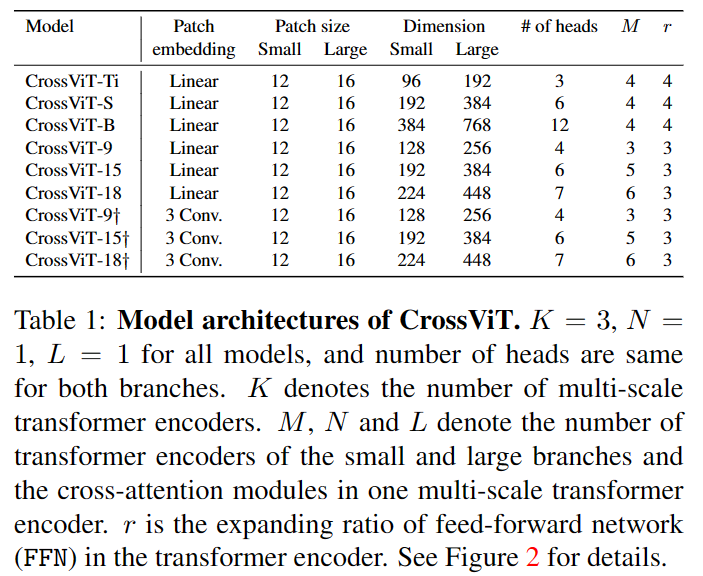 Model Patch embedding Patch size Small Large Dimension Small Large # of heads M r
CrossViT-Ti Linear 12 16 96 192 3 4 4
CrossViT-S Linear 12 16 192 384 6 4 4
CrossViT-B Linear 12 16 384 768 12 4 4
CrossViT-9 Linear 12 16 128 256 4 3 3
CrossViT-15 Linear 12 16 192 384 6 5 3
CrossViT-18 Linear 12 16 224 448 7 6 3
CrossViT-9† 3 Conv. 12 16 128 256 4 3 3
CrossViT-15† 3 Conv. 12 16 192 384 6 5 3
CrossViT-18† 3 Conv. 12 16 224 448 7 6 3
Table 1: Model architectures of CrossViT. K = 3, N =
1, L = 1 for all models, and number of heads are same
for both branches. K denotes the number of multi-scale
transformer encoders. M, N and L denote the number of
transformer encoders of the small and large branches and
the cross-attention modules in one multi-scale transformer
encoder. r is the expanding ratio of feed-forward network
(FFN) in the transformer encoder. See Figure 2 for details.